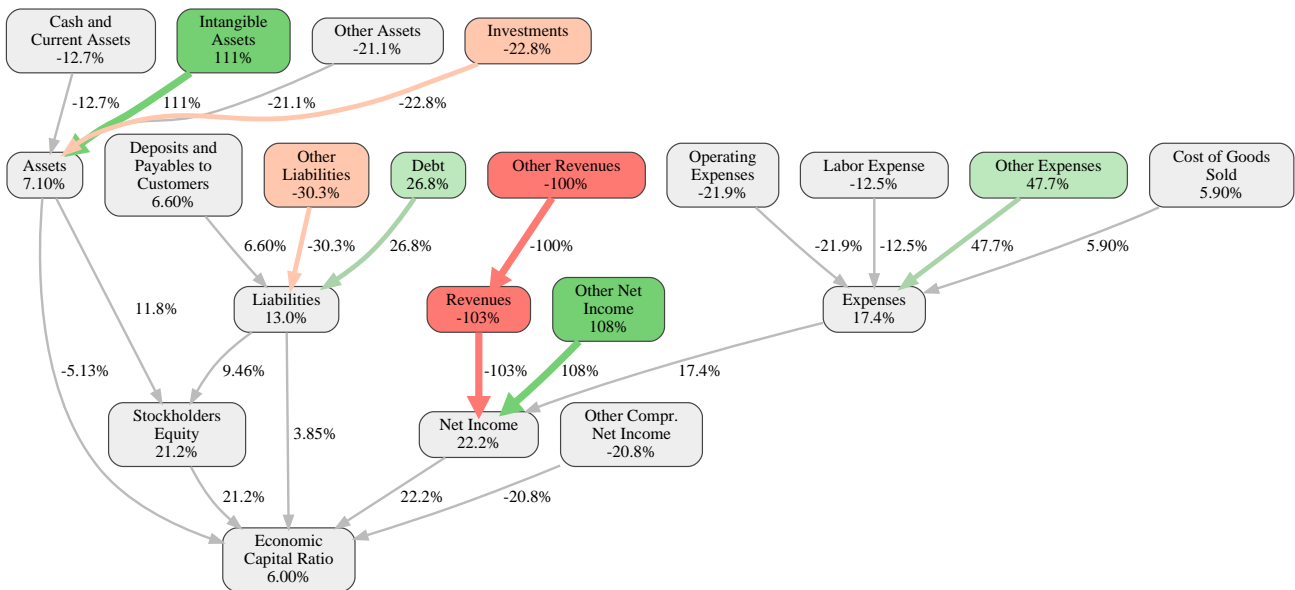 Cash and
Current Assets
-12.7%
Intangible
Assets
111%
Other Assets
-21.1%
Investments
-22.8%
-12.7%
111%
-21.1%
-22.8%
Assets
7.10%
Deposits and
Payables to
Customers
6.60%
Other
Liabilities
-30.3%
Debt
26.8%
Other Revenues
-100%
Operating
Expenses
-21.9%
Labor Expense
-12.5%
Other Expenses
47.7%
Cost of Goods
Sold
5.90%
6.60%
-30.3%
26.8%
-100%
-21.9%
-12.5%
47.7%
5.90%
11.8%
Liabilities
13.0%
Revenues
-103%
Other Net
Income
108%
Expenses
17.4%
-5.13%
9.46%
-103%
108%
17.4%
Stockholders
Equity
21.2%
3.85%
Net Income
22.2%
Other Compr.
Net Income
-20.8%
21.2%
22.2%
-20.8%
Economic
Capital Ratio
6.00%